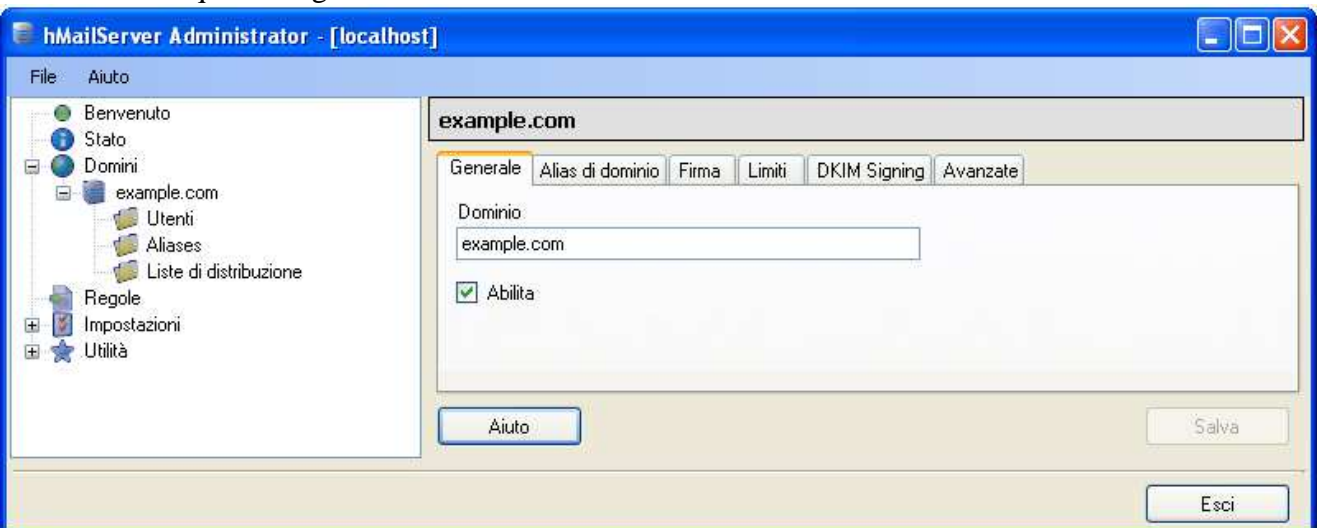 hMailServer Administrator - [localhost]
File Aiuto
Benvenuto
Stato
Domini
example.com
Utenti
Aliases
Liste di distribuzione
Regole
Impostazioni
Utilità
example.com
Generale Alias di dominio Firma Limiti DKIM Signing Avanzate
Dominio
example.com
Abilita
Aiuto Salva
Esci